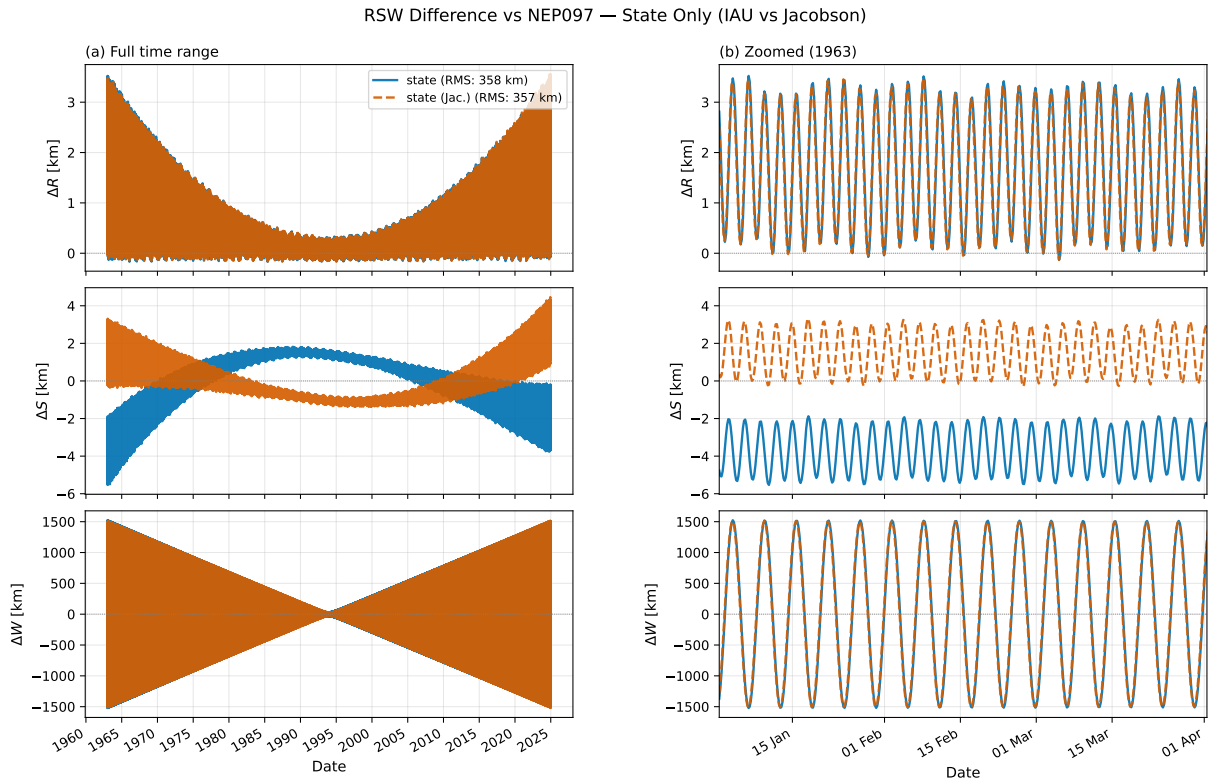 RSW Difference vs NEP097 — State Only (IAU vs Jacobson)
(a) Full time range
state (RMS: 358 km)
state (Jac.) (RMS: 357 km)
ΔR [km]
3
2
1
0
ΔS [km]
4
2
0
−2
−4
−6
ΔW [km]
1500
1000
500
0
−500
−1000
−1500
1960 1965 1970 1975 1980 1985 1990 1995 2000 2005 2010 2015 2020 2025
Date
(b) Zoomed (1963)
ΔR [km]
3
2
1
0
ΔS [km]
4
2
0
−2
−4
−6
ΔW [km]
1500
1000
500
0
−500
−1000
−1500
15 Jan 01 Feb 15 Feb 01 Mar 15 Mar 01 Apr
Date